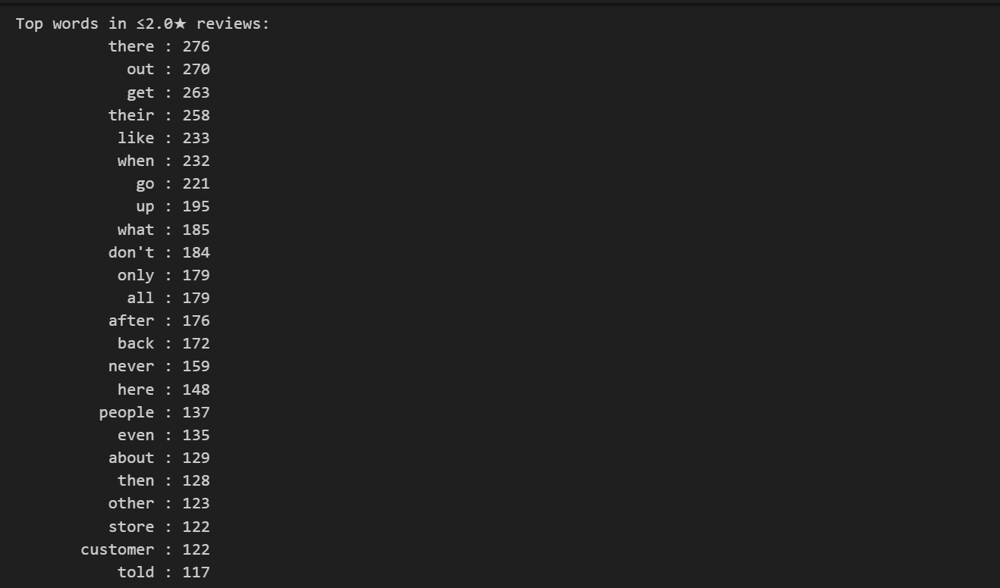 Top words in ≤2.0★ reviews:
there : 276
out : 270
get : 263
their : 258
like : 233
when : 232
go : 221
up : 195
what : 185
don't : 184
only : 179
all : 179
after : 176
back : 172
never : 159
here : 148
people : 137
even : 135
about : 129
then : 128
other : 123
store : 122
customer : 122
told : 117